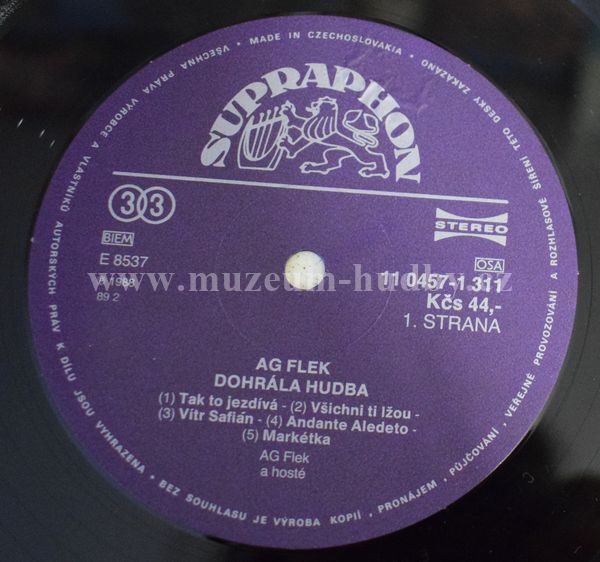 VŠECHNA PRÁVA VÝROBCE A VLASTNÍKŮ AUTORSKÝCH PRÁV K DÍLU JSOU VYHRAZENA • BEZ SOUHLASU JE VÝROBA KOPIÍ, PRONÁJEM, PŮJČOVÁNÍ, VEŘEJNÉ PROVOZOVÁNÍ A ROZHLASOVÉ ŠÍŘENÍ TÉTO DESKY ZAKÁZÁNO • MADE IN CZECHOSLOVAKIA •
SUPRAPHON
33
STEREO
BIEM
OSA
E 8537
℗ 1988
89 2
www.muzeum-hudby.cz
11 0457-1.311
Kčs 44,-
1. STRANA
AG FLEK
DOHRÁLA HUDBA
(1) Tak to jezdívá - (2) Všichni ti lžou -
(3) Vítr Safián - (4) Andante Aledeto -
(5) Markétka
AG Flek
a hosté